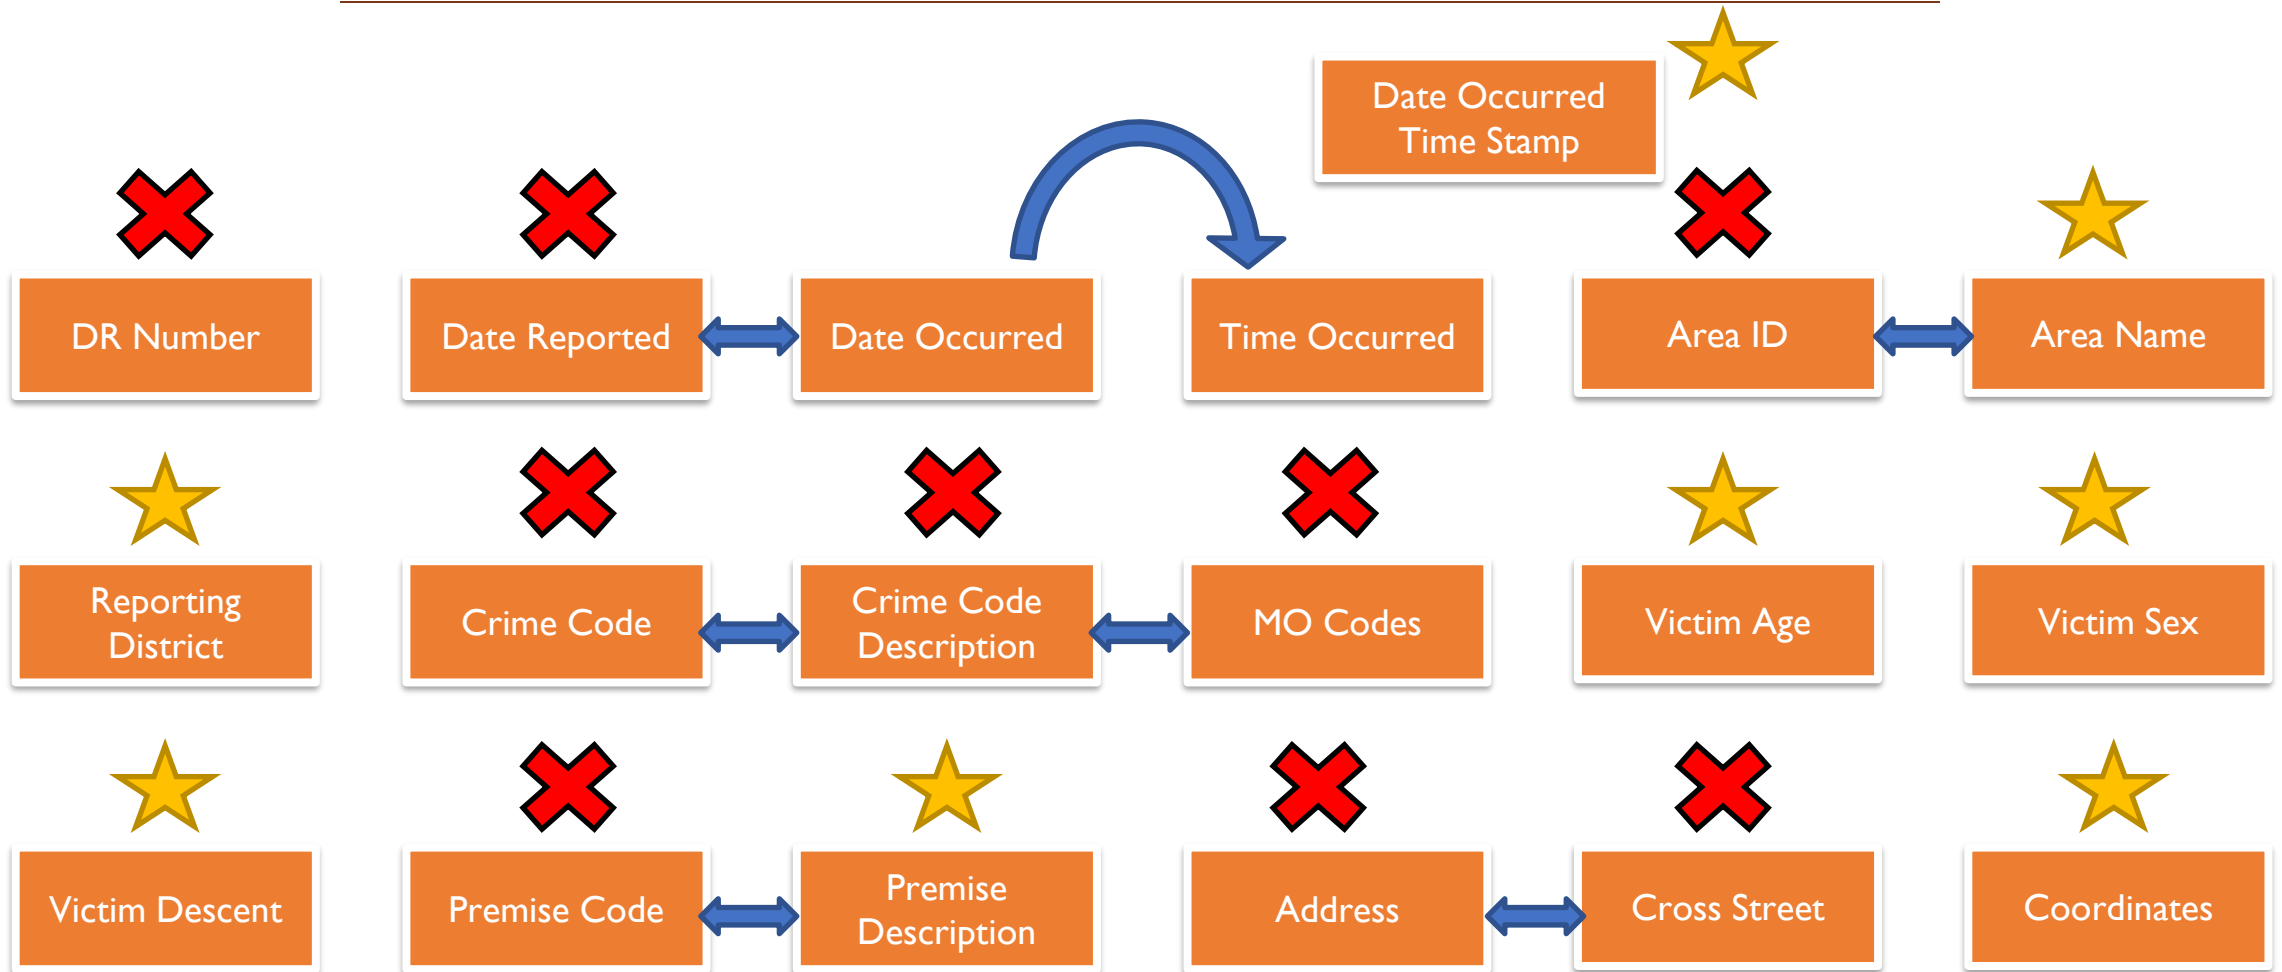 Date Occurred
Time Stamp
DR Number
Date Reported
Date Occurred
Time Occurred
Area ID
Area Name
Reporting
District
Crime Code
Crime Code
Description
MO Codes
Victim Age
Victim Sex
Victim Descent
Premise Code
Premise
Description
Address
Cross Street
Coordinates